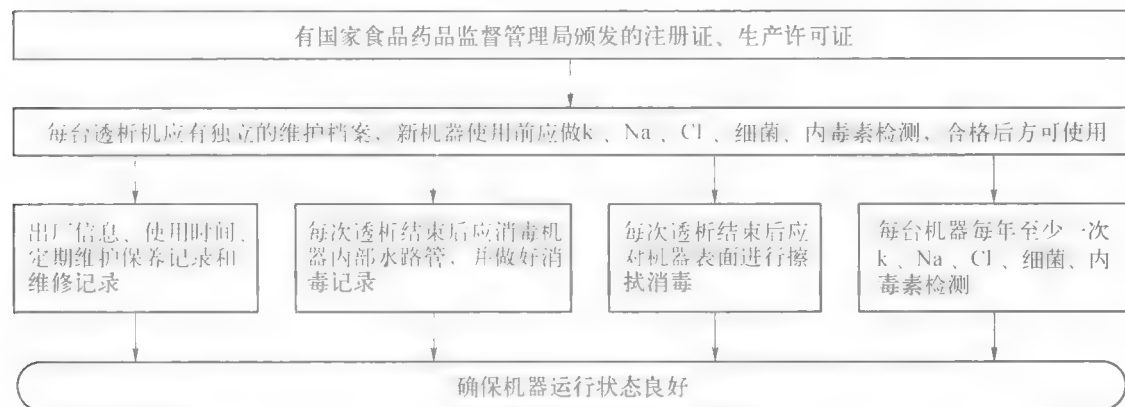 有国家食品药品监督管理局颁发的注册证、生产许可证
每台透析机应有独立的维护档案，新机器使用前应做k、Na、Cl、细菌、内毒素检测，合格后方可使用
出厂信息、使用时间、
定期维护保养记录和
维修记录
每次透析结束后应消毒机
器内部水路管，并做好消
毒记录
每次透析结束后应
对机器表面进行擦
拭消毒
每台机器每年至少一次
k、Na、Cl、细菌、内
毒素检测
确保机器运行状态良好